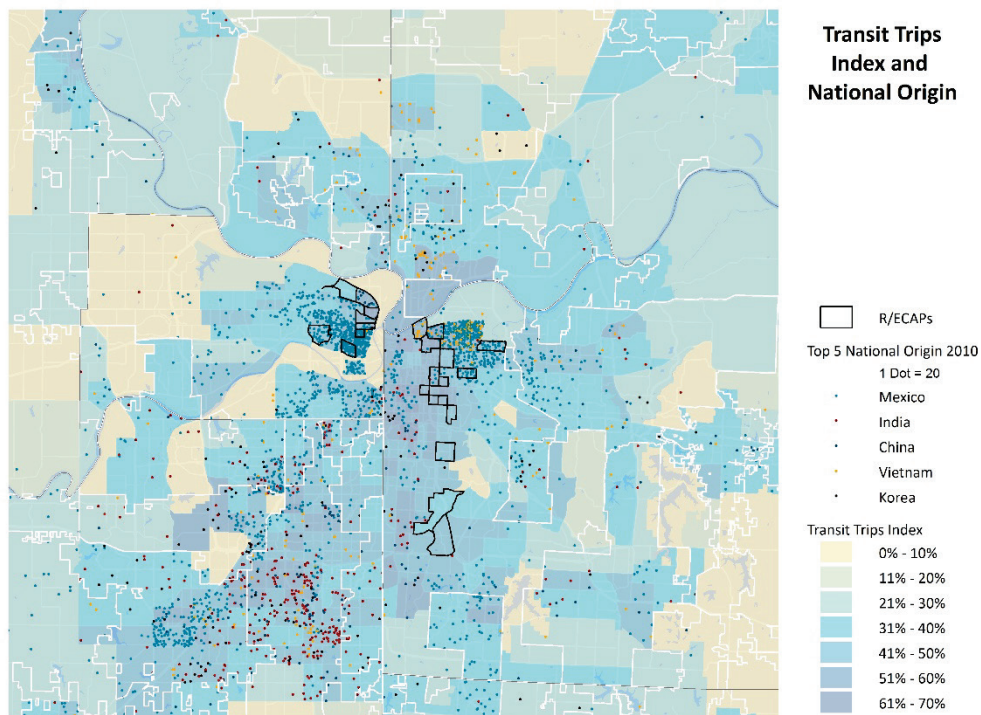 Transit Trips
Index and
National Origin
R/ECAPs
Top 5 National Origin 2010
1 Dot = 20
Mexico
India
China
Vietnam
Korea
Transit Trips Index
0% - 10%
11% - 20%
21% - 30%
31% - 40%
41% - 50%
51% - 60%
61% - 70%